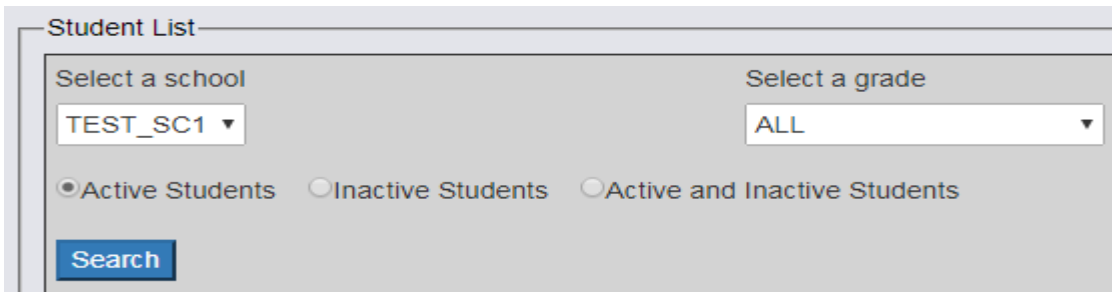 Student List
Select a school
Select a grade
TEST_SC1
ALL
Active Students Inactive Students Active and Inactive Students
Search